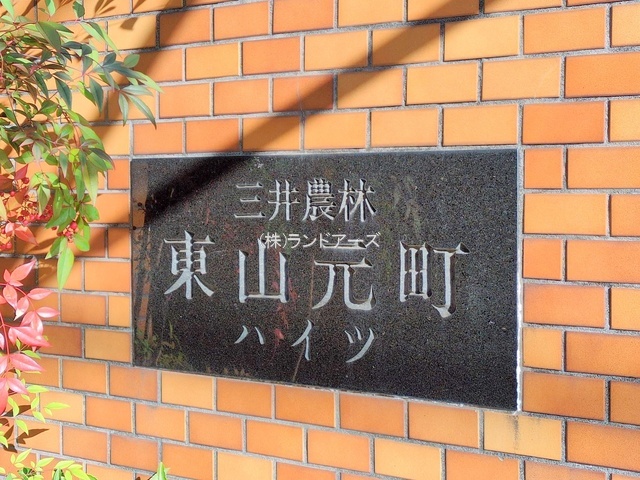 三井農林
(株)ランドアーズ
東山元町
ハイツ